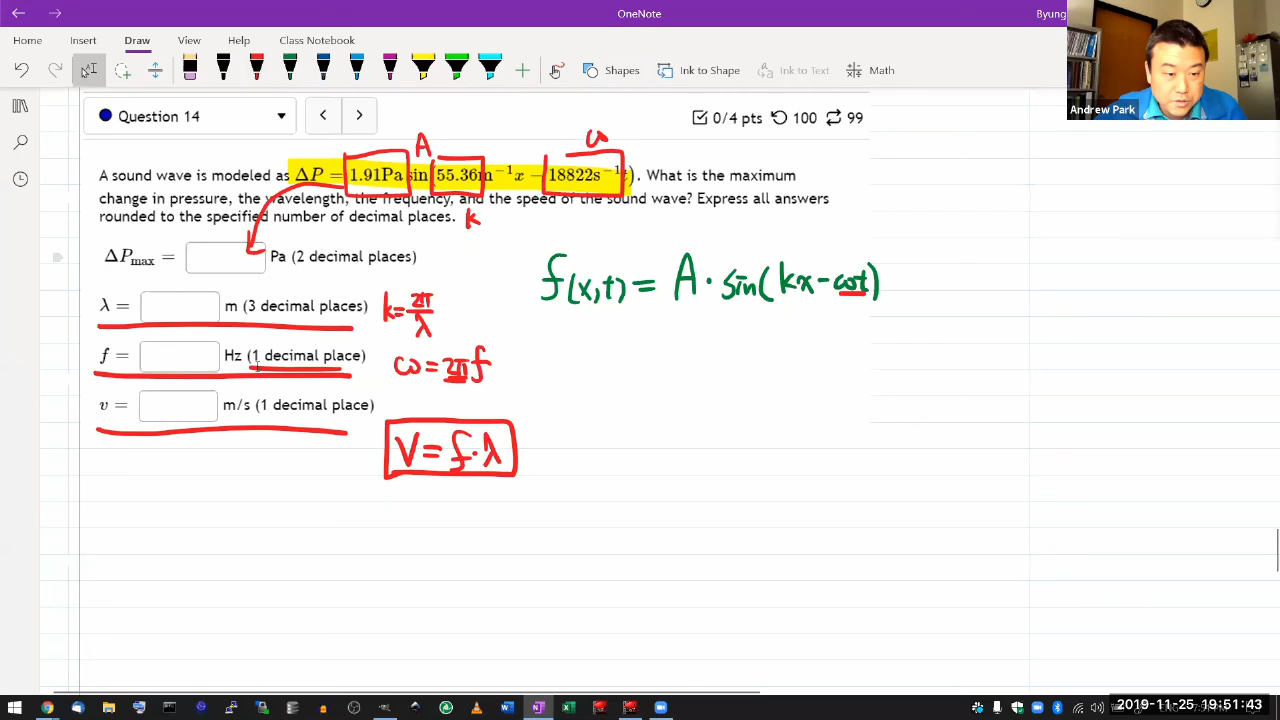 OneNote
Byung
Home Insert Draw View Help Class Notebook
Shapes Ink to Shape Ink to Text Math
Andrew Park
Question 14
0/4 pts 100 99
A
ω
A sound wave is modeled as ΔP = 1.91Pa sin(55.36m⁻¹x − 18822s⁻¹t). What is the maximum
change in pressure, the wavelength, the frequency, and the speed of the sound wave? Express all answers
rounded to the specified number of decimal places.
k
ΔPmax = Pa (2 decimal places)
f(x,t) = A · sin(kx - ωt)
λ = m (3 decimal places)
k = 2π/λ
f = Hz (1 decimal place)
ω = 2πf
v = m/s (1 decimal place)
V = f·λ
2019-11-25 19:51:43